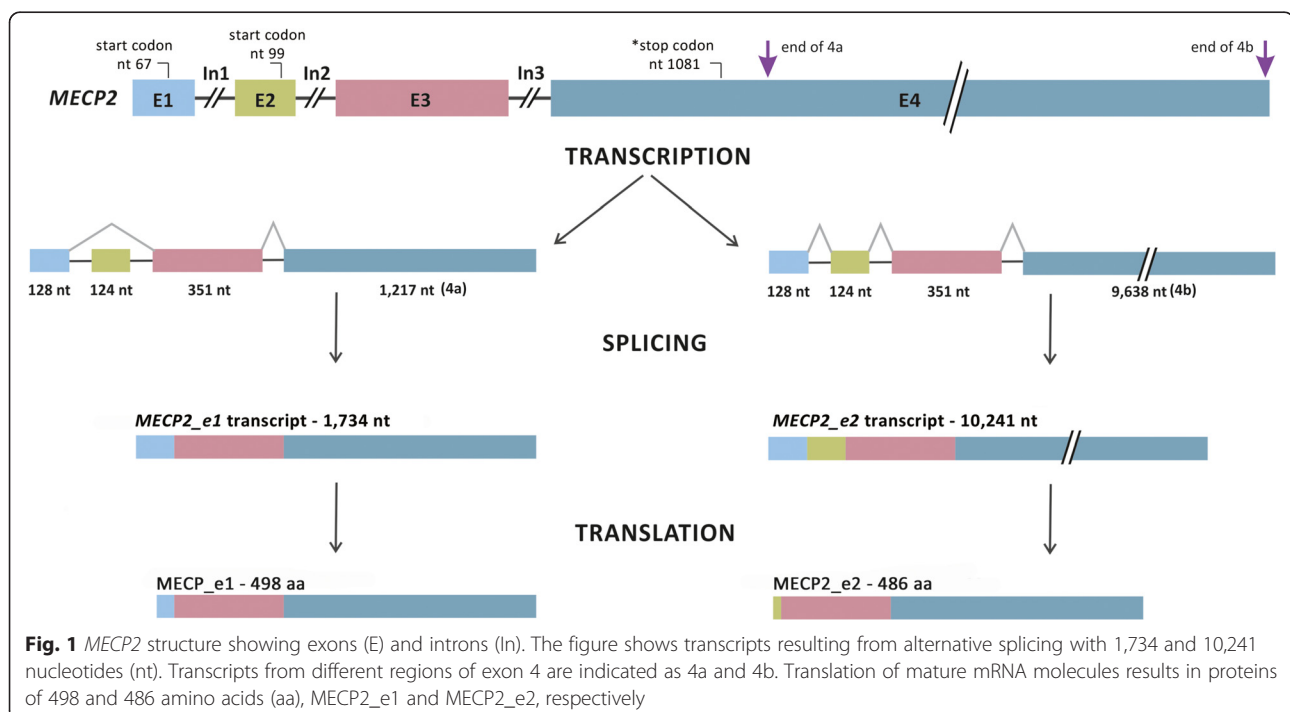 start codon
nt 67
start codon
nt 99
*stop codon
nt 1081
end of 4a
end of 4b
In1
In2
In3
MECP2
E1
E2
E3
E4
TRANSCRIPTION
128 nt
124 nt
351 nt
1,217 nt (4a)
128 nt
124 nt
351 nt
9,638 nt (4b)
SPLICING
MECP2_e1 transcript - 1,734 nt
MECP2_e2 transcript - 10,241 nt
TRANSLATION
MECP_e1 - 498 aa
MECP2_e2 - 486 aa
Fig. 1 MECP2 structure showing exons (E) and introns (In). The figure shows transcripts resulting from alternative splicing with 1,734 and 10,241
nucleotides (nt). Transcripts from different regions of exon 4 are indicated as 4a and 4b. Translation of mature mRNA molecules results in proteins
of 498 and 486 amino acids (aa), MECP2_e1 and MECP2_e2, respectively